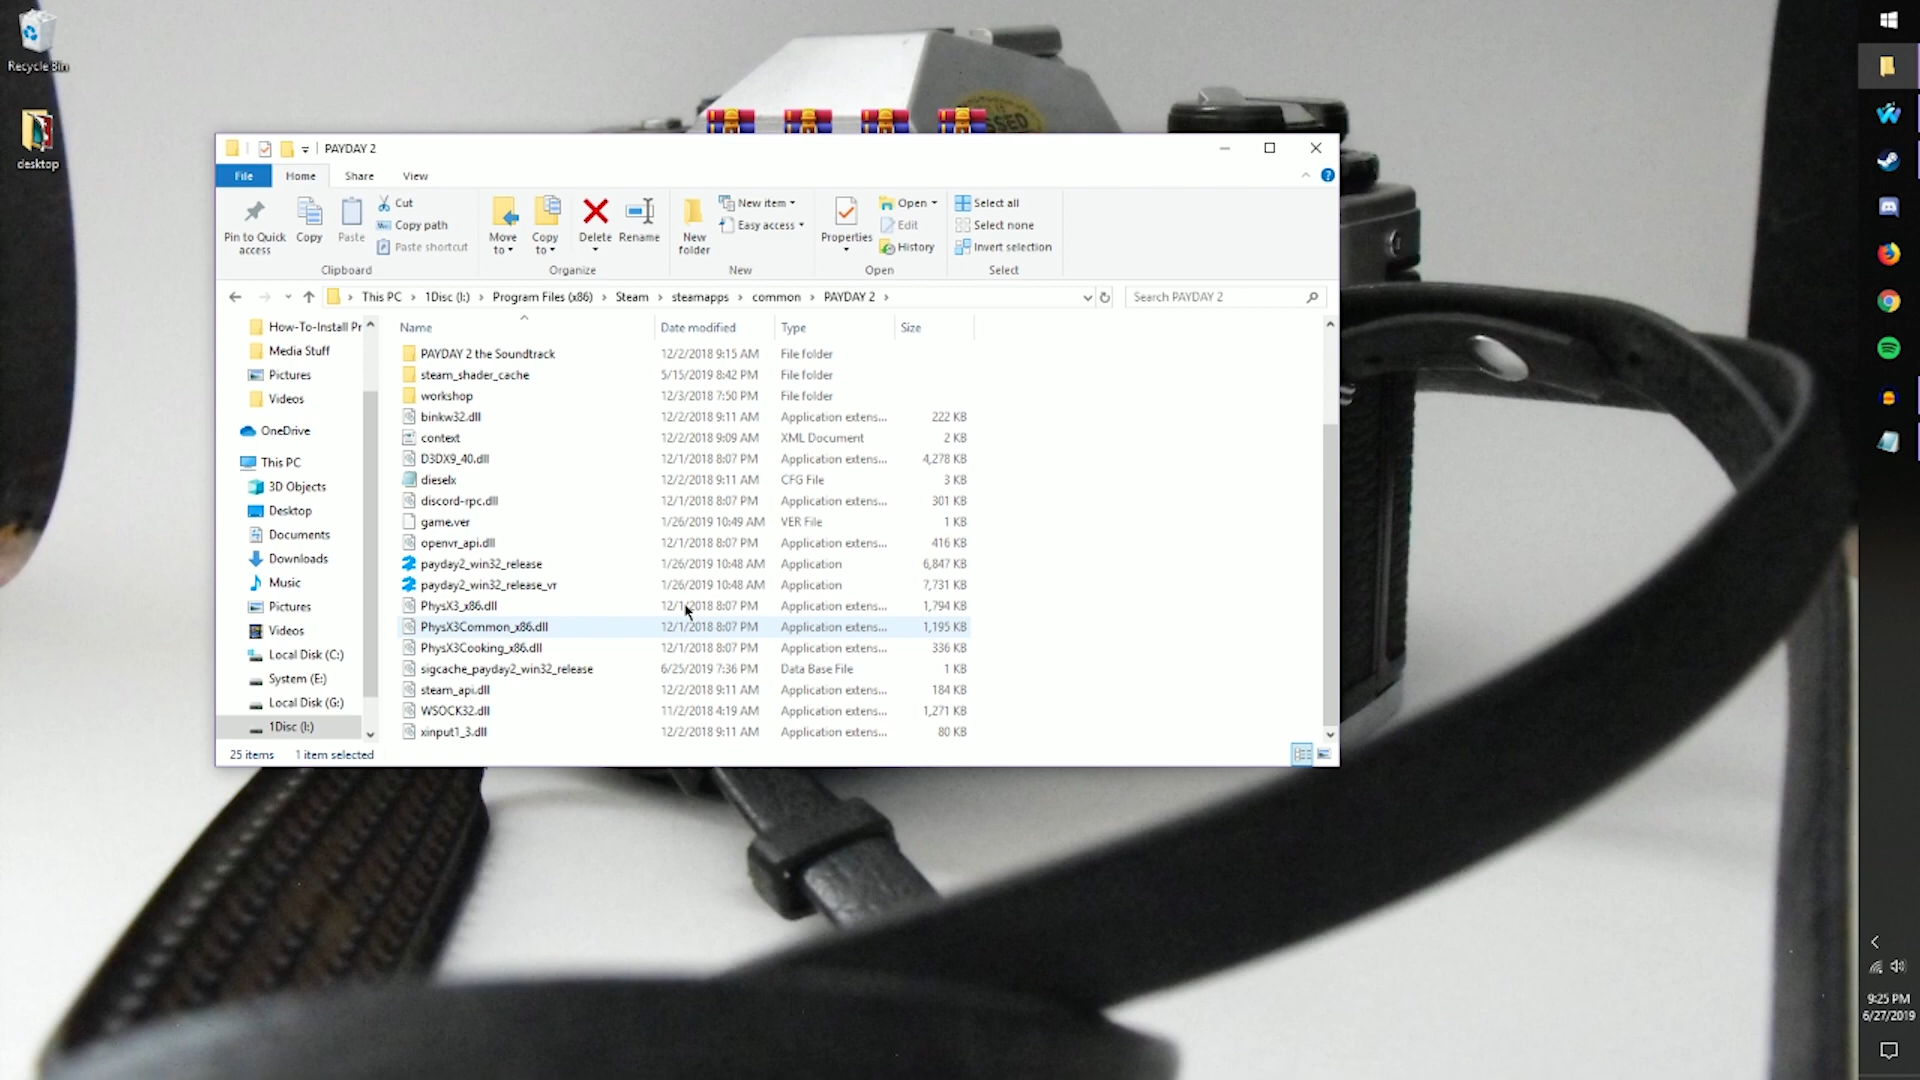 Recycle Bin
desktop
SSED
PAYDAY 2
File
Home
Share
View
Pin to Quick access
Copy
Paste
Cut
Copy path
Paste shortcut
Clipboard
Move to
Copy to
Delete
Rename
Organize
New folder
New item
Easy access
New
Properties
Open
Edit
History
Open
Select all
Select none
Invert selection
Select
This PC > 1Disc (I:) > Program Files (x86) > Steam > steamapps > common > PAYDAY 2 >
Search PAYDAY 2
How-To-Install Pr
Media Stuff
Pictures
Videos
OneDrive
This PC
3D Objects
Desktop
Documents
Downloads
Music
Pictures
Videos
Local Disk (C:)
System (E:)
Local Disk (G:)
1Disc (I:)
Name Date modified Type Size
PAYDAY 2 the Soundtrack 12/2/2018 9:15 AM File folder
steam_shader_cache 5/15/2019 8:42 PM File folder
workshop 12/3/2018 7:50 PM File folder
binkw32.dll 12/2/2018 9:11 AM Application extens... 222 KB
context 12/2/2018 9:09 AM XML Document 2 KB
D3DX9_40.dll 12/1/2018 8:07 PM Application extens... 4,278 KB
dieselx 12/2/2018 9:11 AM CFG File 3 KB
discord-rpc.dll 12/1/2018 8:07 PM Application extens... 301 KB
game.ver 1/26/2019 10:49 AM VER File 1 KB
openvr_api.dll 12/1/2018 8:07 PM Application extens... 416 KB
payday2_win32_release 1/26/2019 10:48 AM Application 6,847 KB
payday2_win32_release_vr 1/26/2019 10:48 AM Application 7,731 KB
PhysX3_x86.dll 12/1/2018 8:07 PM Application extens... 1,794 KB
PhysX3Common_x86.dll 12/1/2018 8:07 PM Application extens... 1,195 KB
PhysX3Cooking_x86.dll 12/1/2018 8:07 PM Application extens... 336 KB
sigcache_payday2_win32_release 6/25/2019 7:36 PM Data Base File 1 KB
steam_api.dll 12/2/2018 9:11 AM Application extens... 184 KB
WSOCK32.dll 11/2/2018 4:19 AM Application extens... 1,271 KB
xinput1_3.dll 12/2/2018 9:11 AM Application extens... 80 KB
25 items 1 item selected
9:25 PM
6/27/2019